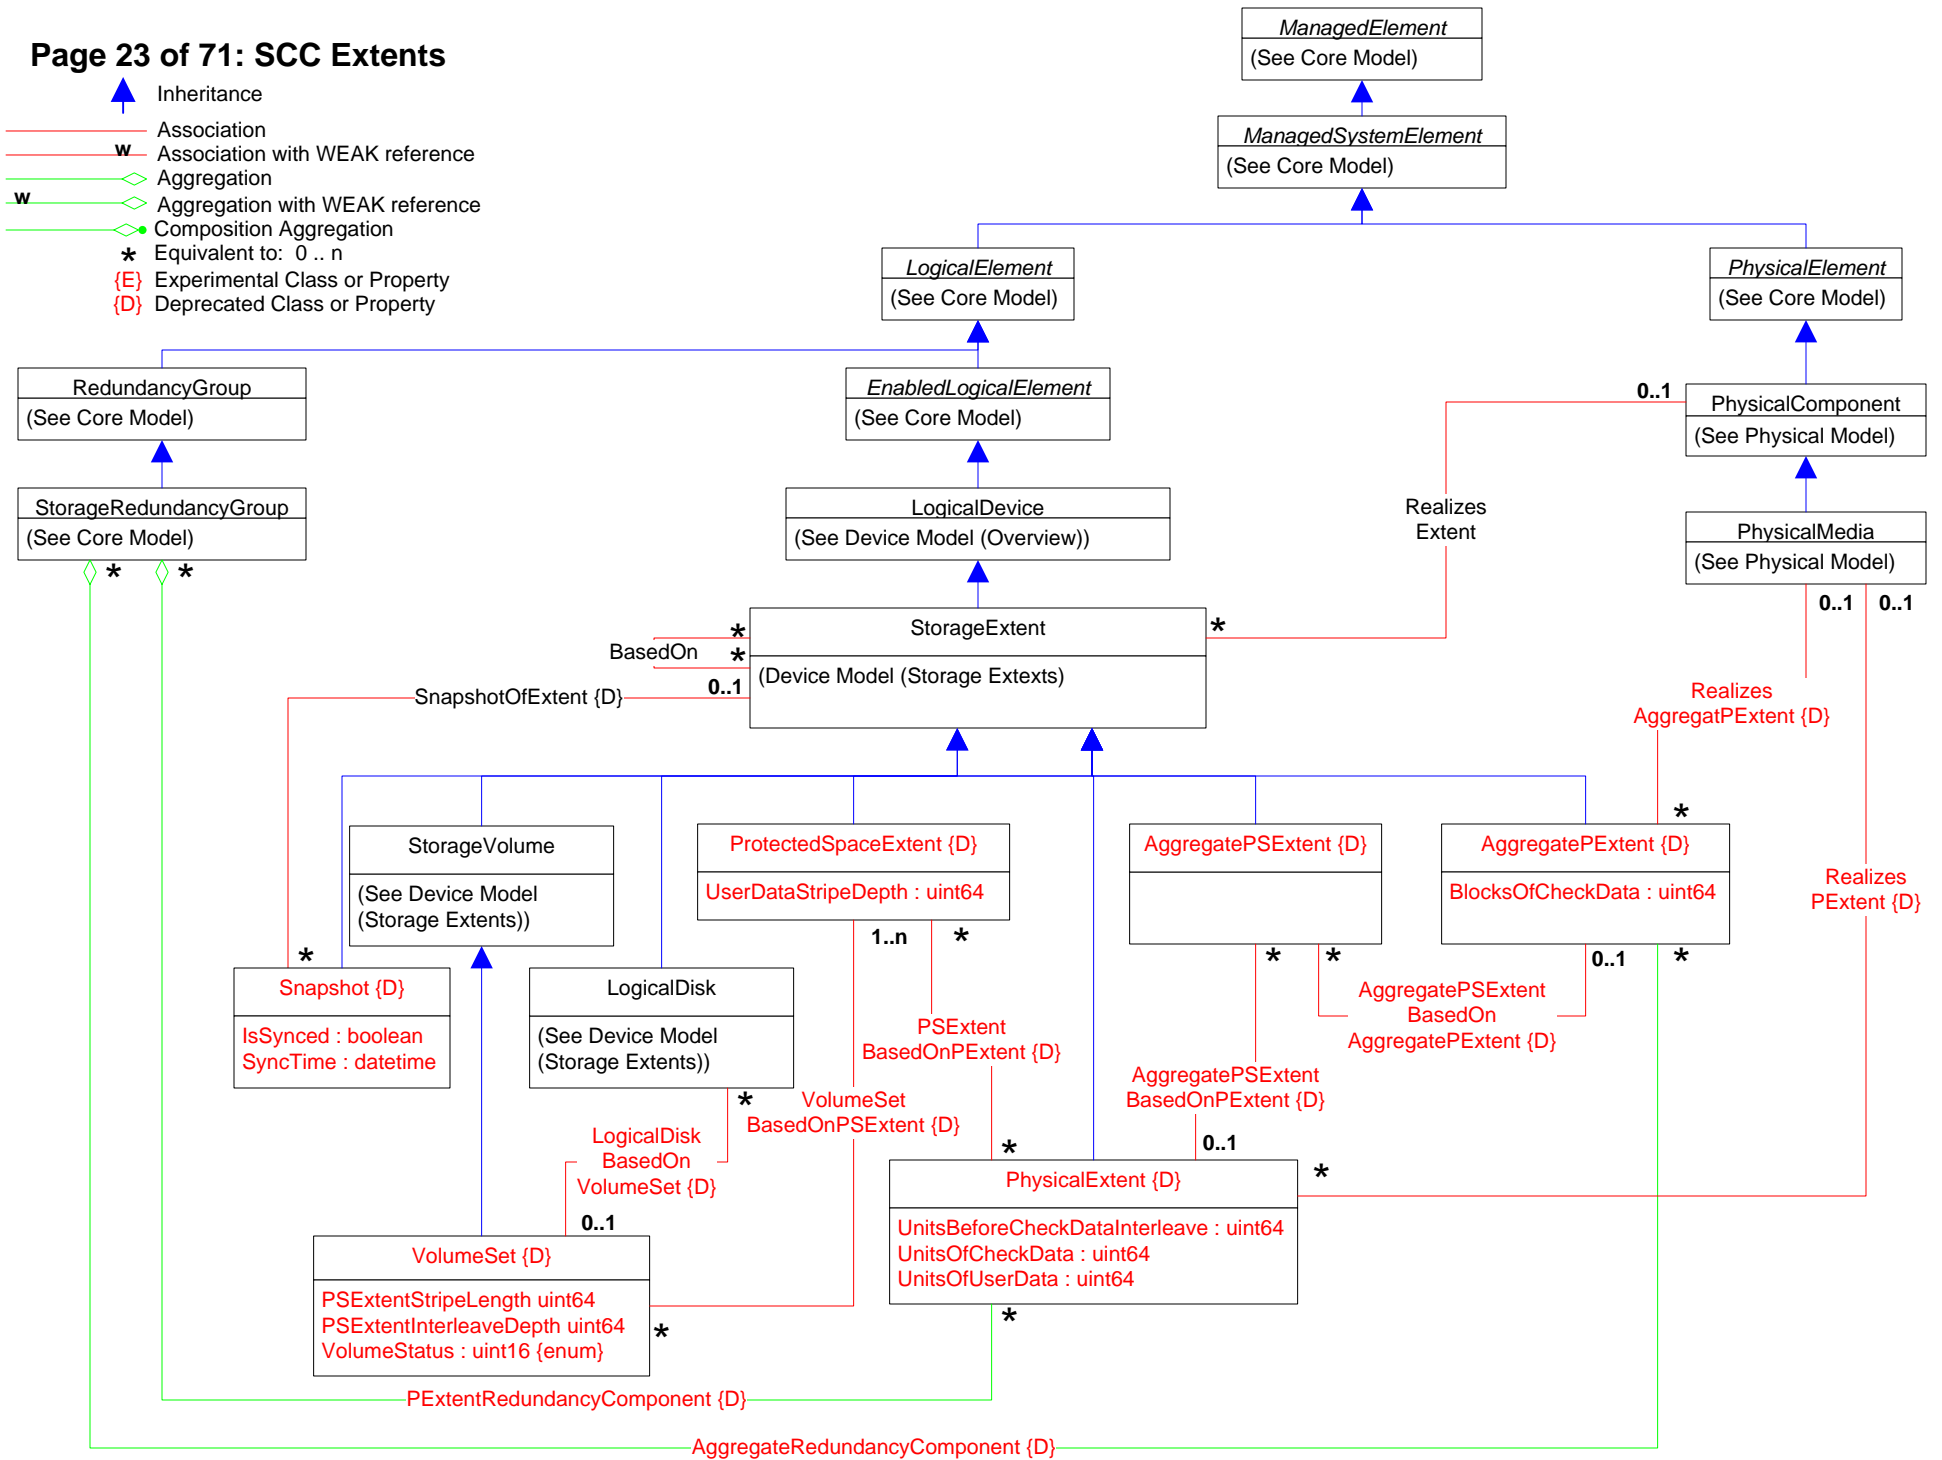 Page 23 of 71: SCC Extents
Inheritance
Association
w
Association with WEAK reference
Aggregation
w
Aggregation with WEAK reference
Composition Aggregation
* Equivalent to: 0 .. n
{E} Experimental Class or Property
{D} Deprecated Class or Property
ManagedElement
(See Core Model)
ManagedSystemElement
(See Core Model)
LogicalElement
(See Core Model)
PhysicalElement
(See Core Model)
RedundancyGroup
(See Core Model)
EnabledLogicalElement
(See Core Model)
0..1
PhysicalComponent
(See Physical Model)
StorageRedundancyGroup
(See Core Model)
* *
LogicalDevice
(See Device Model (Overview))
Realizes
Extent
PhysicalMedia
(See Physical Model)
0..1 0..1
StorageExtent
(Device Model (Storage Extexts)
*
BasedOn
*
*
0..1
SnapshotOfExtent {D}
Realizes
AggregatPExtent {D}
*
StorageVolume
(See Device Model
(Storage Extents))
ProtectedSpaceExtent {D}
UserDataStripeDepth : uint64
1..n *
AggregatePSExtent {D}
* *
AggregatePExtent {D}
BlocksOfCheckData : uint64
0..1 *
Realizes
PExtent {D}
*
Snapshot {D}
IsSynced : boolean
SyncTime : datetime
LogicalDisk
(See Device Model
(Storage Extents))
*
PSExtent
BasedOnPExtent {D}
AggregatePSExtent
BasedOn
AggregatePExtent {D}
AggregatePSExtent
BasedOnPExtent {D}
VolumeSet
BasedOnPSExtent {D}
LogicalDisk
BasedOn
VolumeSet {D}
0..1
*
0..1
*
PhysicalExtent {D}
UnitsBeforeCheckDataInterleave : uint64
UnitsOfCheckData : uint64
UnitsOfUserData : uint64
*
VolumeSet {D}
PSExtentStripeLength uint64
PSExtentInterleaveDepth uint64
VolumeStatus : uint16 {enum}
*
PExtentRedundancyComponent {D}
AggregateRedundancyComponent {D}